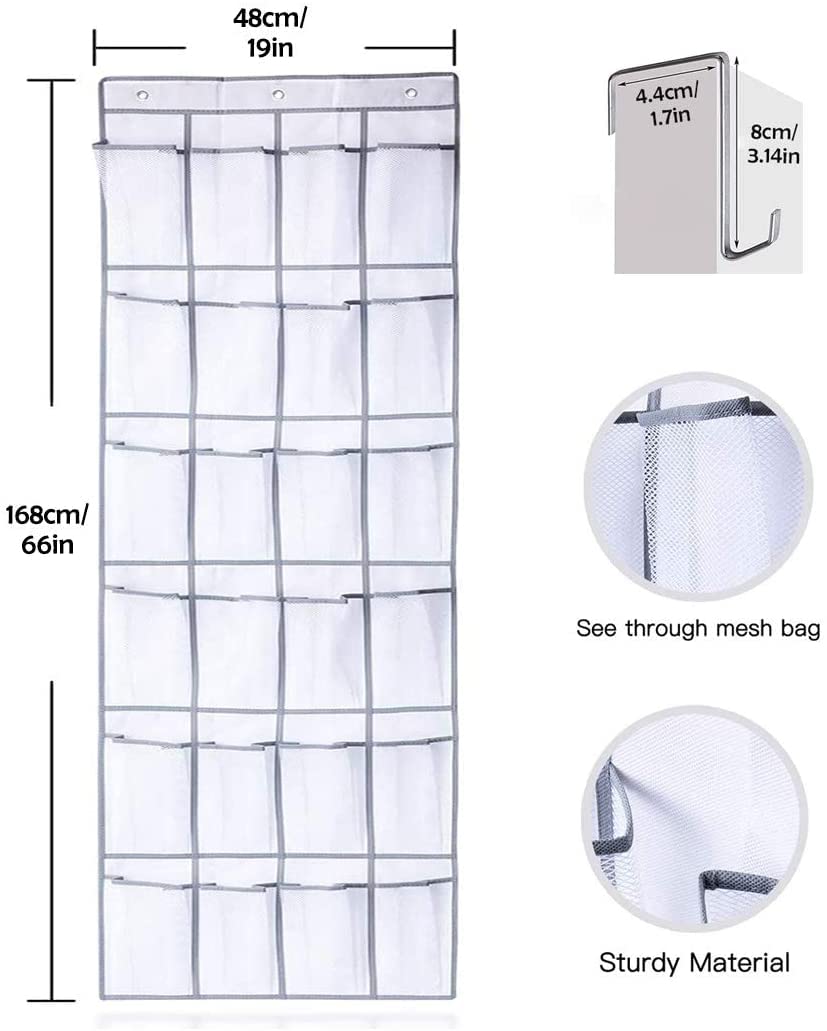 48cm/
19in
4.4cm/
1.7in
8cm/
3.14in
168cm/
66in
See through mesh bag
Sturdy Material